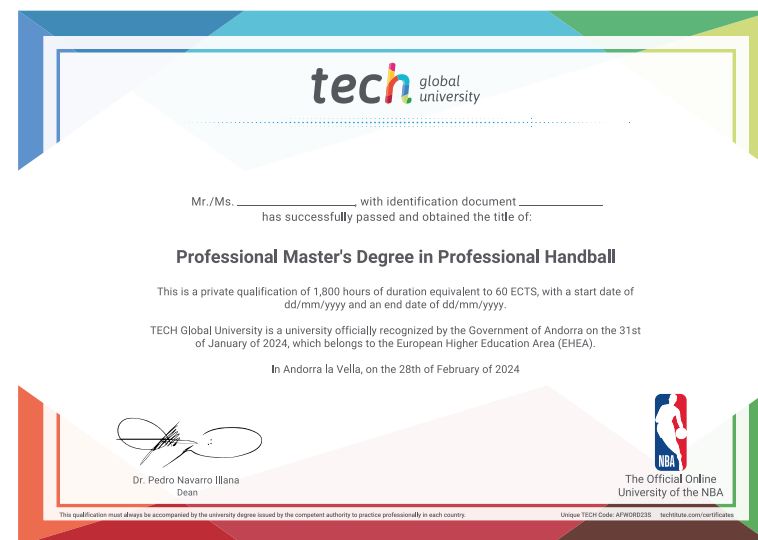 tech global university
Mr./Ms. ____________, with identification document ____________
has successfully passed and obtained the title of:
Professional Master's Degree in Professional Handball
This is a private qualification of 1,800 hours of duration equivalent to 60 ECTS, with a start date of
dd/mm/yyyy and an end date of dd/mm/yyyy.
TECH Global University is a university officially recognized by the Government of Andorra on the 31st
of January of 2024, which belongs to the European Higher Education Area (EHEA).
In Andorra la Vella, on the 28th of February of 2024
Dr. Pedro Navarro Illana
Dean
NBA
The Official Online
University of the NBA
This qualification must always be accompanied by the university degree issued by the competent authority to practice professionally in each country.
Unique TECH Code: AFWORD23S techtitute.com/certificates